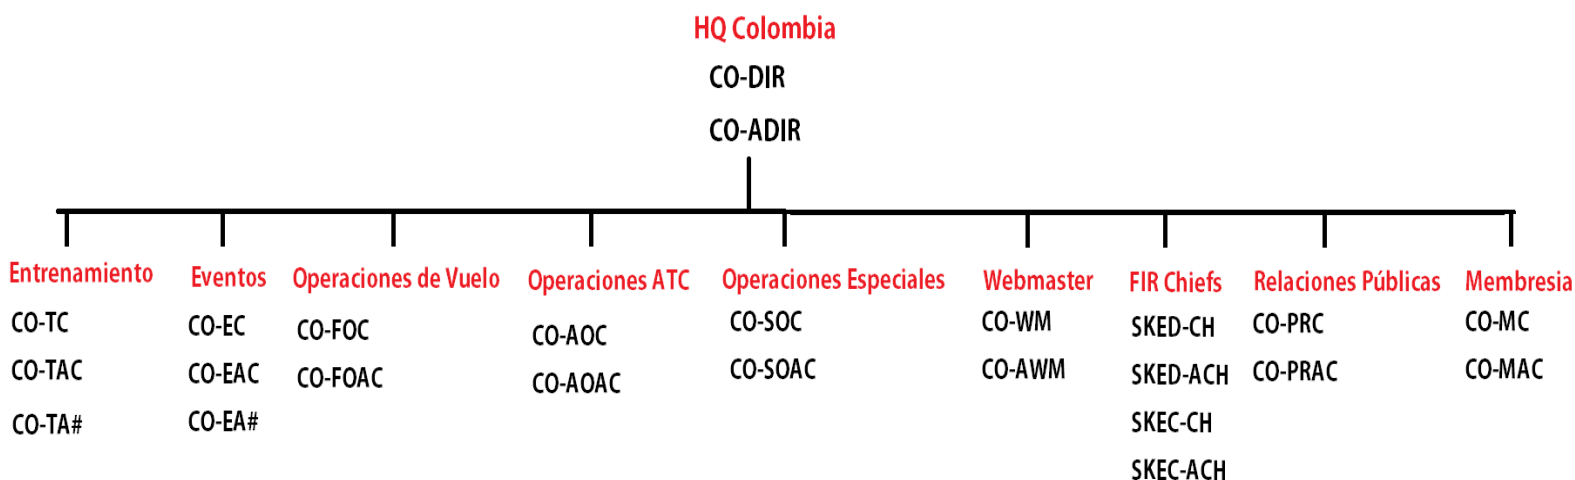 HQ Colombia
CO-DIR
CO-ADIR
Entrenamiento
CO-TC
CO-TAC
CO-TA#
Eventos
CO-EC
CO-EAC
CO-EA#
Operaciones de Vuelo
CO-FOC
CO-FOAC
Operaciones ATC
CO-AOC
CO-AOAC
Operaciones Especiales
CO-SOC
CO-SOAC
Webmaster
CO-WM
CO-AWM
FIR Chiefs
SKED-CH
SKED-ACH
SKEC-CH
SKEC-ACH
Relaciones Públicas
CO-PRC
CO-PRAC
Membresia
CO-MC
CO-MAC